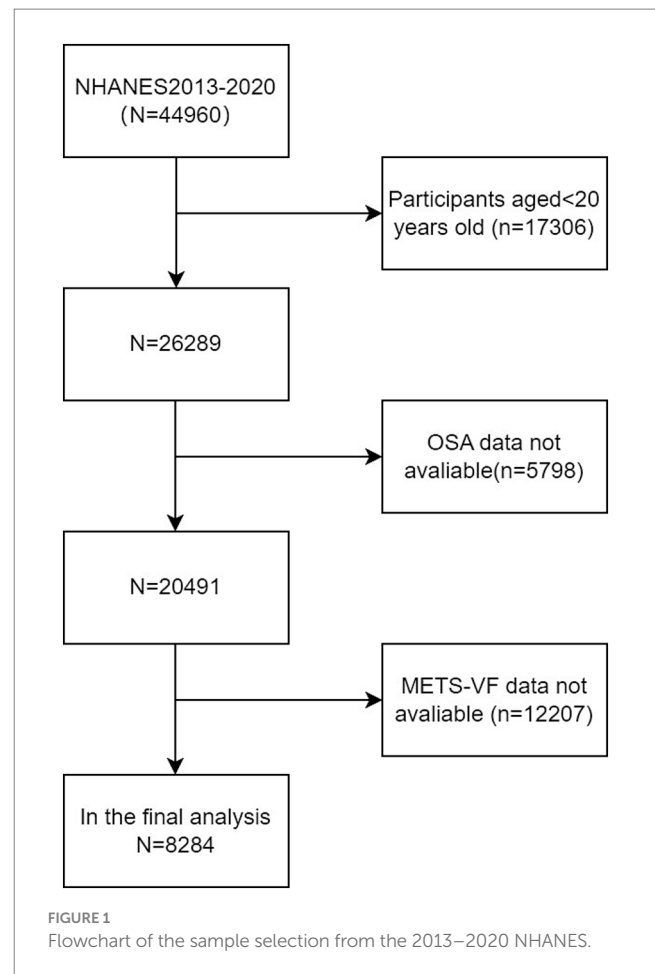 NHANES2013-2020
(N=44960)
Participants aged<20
years old (n=17306)
N=26289
OSA data not
avaliable(n=5798)
N=20491
METS-VF data not
avaliable (n=12207)
In the final analysis
N=8284
FIGURE 1
Flowchart of the sample selection from the 2013–2020 NHANES.